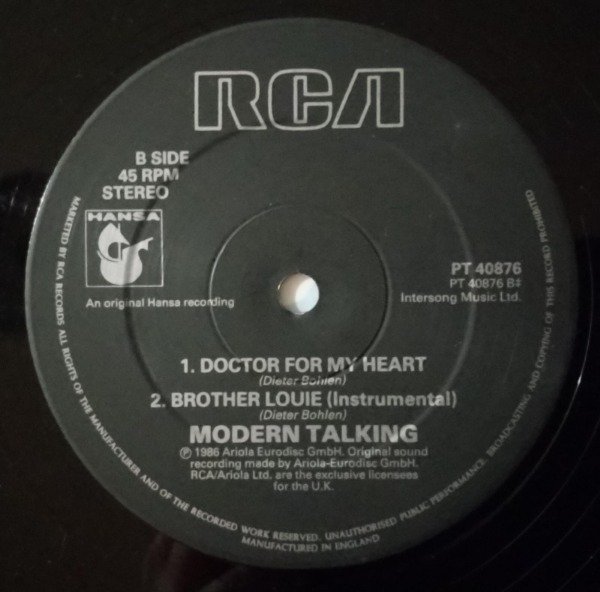 RCA
B SIDE
45 RPM
STEREO
HANSA
An original Hansa recording
PT 40876
PT 40876 B‡
Intersong Music Ltd.
1. DOCTOR FOR MY HEART
(Dieter Bohlen)
2. BROTHER LOUIE (Instrumental)
(Dieter Bohlen)
MODERN TALKING
℗ 1986 Ariola Eurodisc GmbH. Original sound
recording made by Ariola-Eurodisc GmbH.
RCA/Ariola Ltd. are the exclusive licensees
for the U.K.
MARKETED BY RCA RECORDS ALL RIGHTS OF THE MANUFACTURER AND OF THE RECORDED WORK RESERVED. UNAUTHORISED PUBLIC PERFORMANCE, BROADCASTING AND COPYING OF THIS RECORD PROHIBITED
MANUFACTURED IN ENGLAND